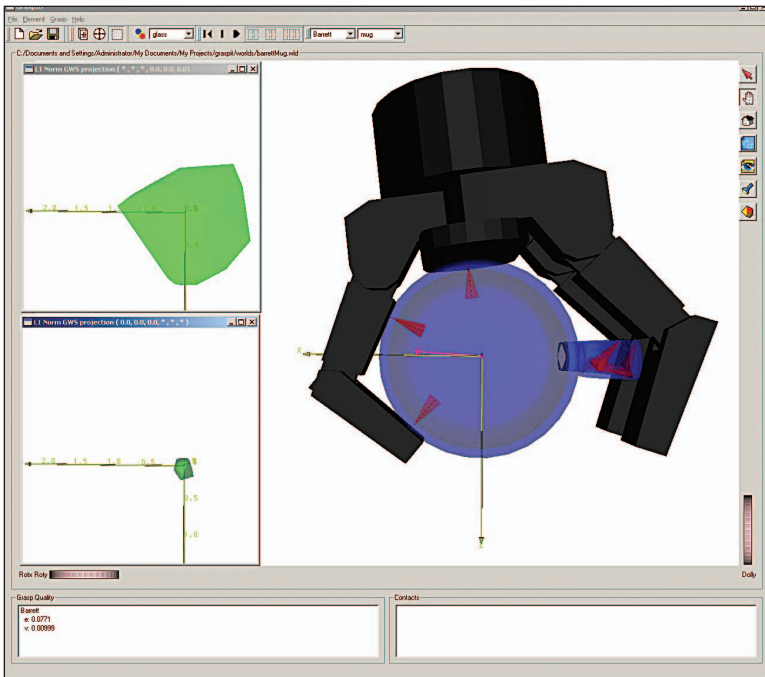 File Element Grasp Help
glass
Barrett
mug
C:/Documents and Settings/Administrator/My Documents/My Projects/graspit/worlds/barrettMug.wld
L1 Norm GWS projection ( *, *, *, 0.0, 0.0, 0.0)
2.0 1.5 1.0 0.5
L1 Norm GWS projection ( 0.0, 0.0, 0.0, *, *, * )
2.0 1.5 1.0 0.5
0.5
1.0
Rotx Roty
Dolly
Grasp Quality
Barrett
e: 0.0771
v: 0.00999
Contacts